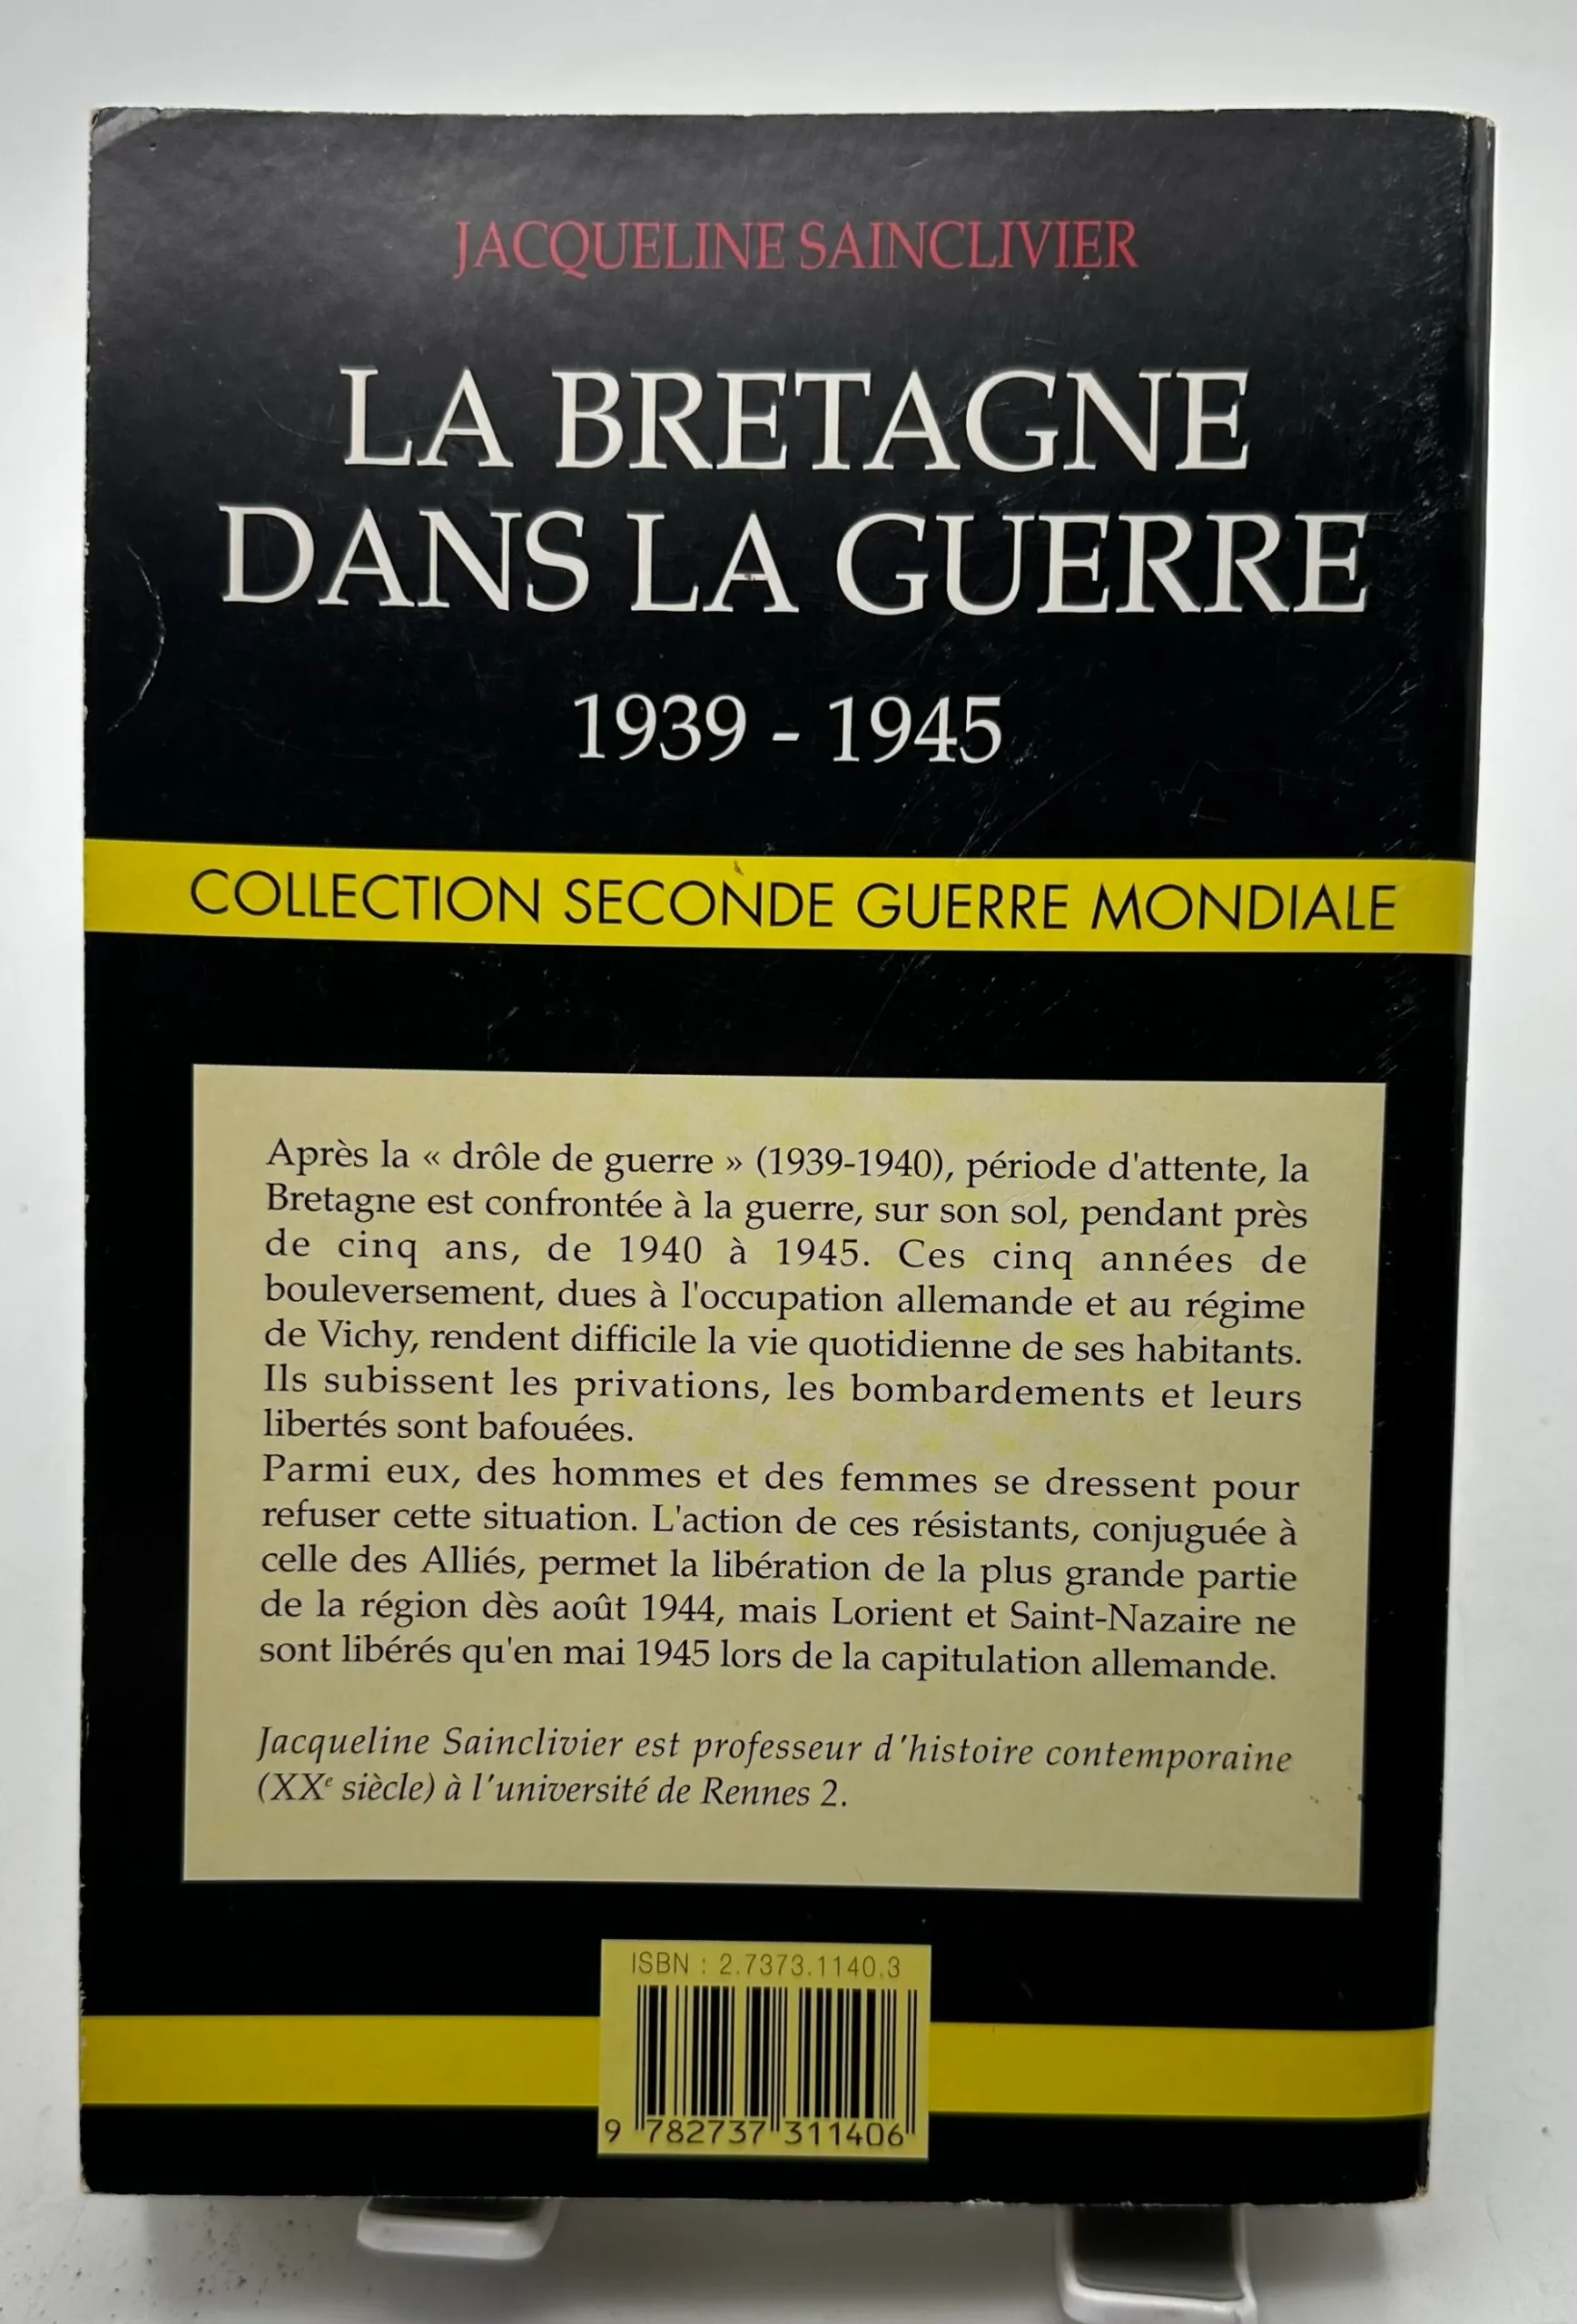 JACQUELINE SAINCLIVIER
LA BRETAGNE
DANS LA GUERRE
1939 - 1945
COLLECTION SECONDE GUERRE MONDIALE
Après la « drôle de guerre » (1939-1940), période d'attente, la
Bretagne est confrontée à la guerre, sur son sol, pendant près
de cinq ans, de 1940 à 1945. Ces cinq années de
bouleversement, dues à l'occupation allemande et au régime
de Vichy, rendent difficile la vie quotidienne de ses habitants.
Ils subissent les privations, les bombardements et leurs
libertés sont bafouées.
Parmi eux, des hommes et des femmes se dressent pour
refuser cette situation. L'action de ces résistants, conjuguée à
celle des Alliés, permet la libération de la plus grande partie
de la région dès août 1944, mais Lorient et Saint-Nazaire ne
sont libérés qu'en mai 1945 lors de la capitulation allemande.
Jacqueline Sainclivier est professeur d'histoire contemporaine
(XXe siècle) à l'université de Rennes 2.
ISBN : 2.7373.1140.3
9 782737 311406